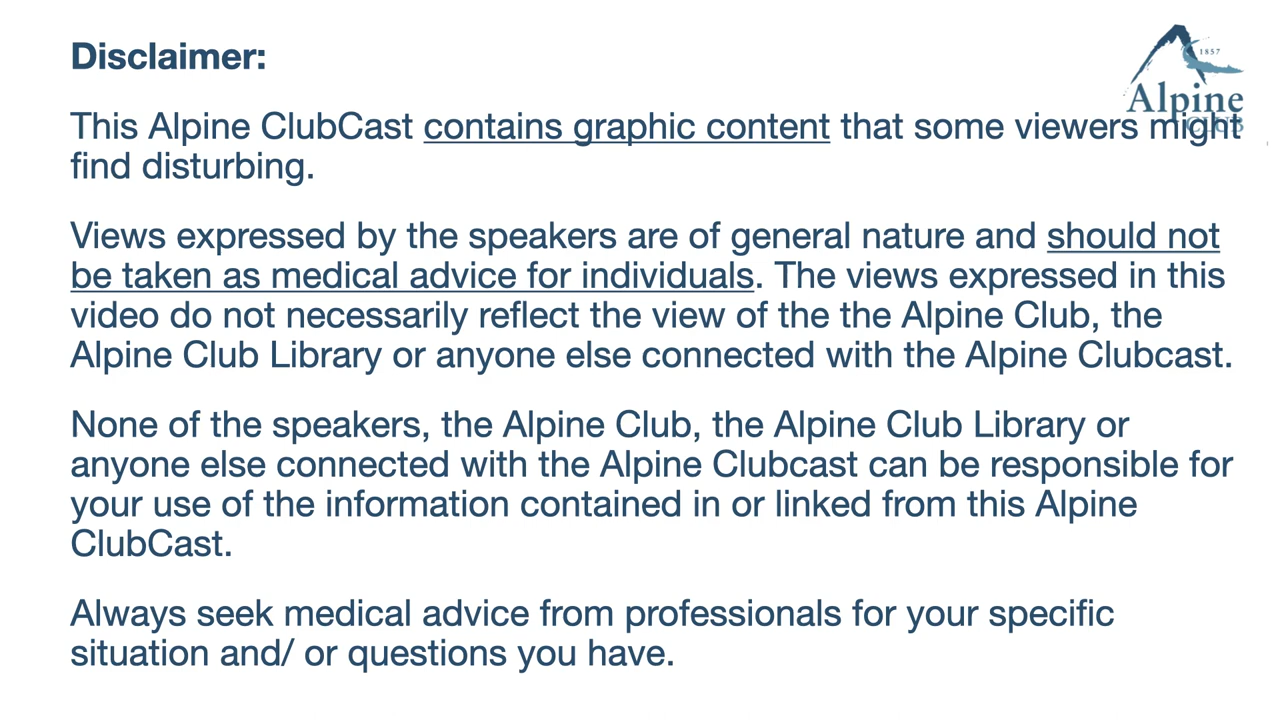 Disclaimer:
1857
Alpine
CLUB
This Alpine ClubCast contains graphic content that some viewers might
find disturbing.
Views expressed by the speakers are of general nature and should not
be taken as medical advice for individuals. The views expressed in this
video do not necessarily reflect the view of the the Alpine Club, the
Alpine Club Library or anyone else connected with the Alpine Clubcast.
None of the speakers, the Alpine Club, the Alpine Club Library or
anyone else connected with the Alpine Clubcast can be responsible for
your use of the information contained in or linked from this Alpine
ClubCast.
Always seek medical advice from professionals for your specific
situation and/ or questions you have.